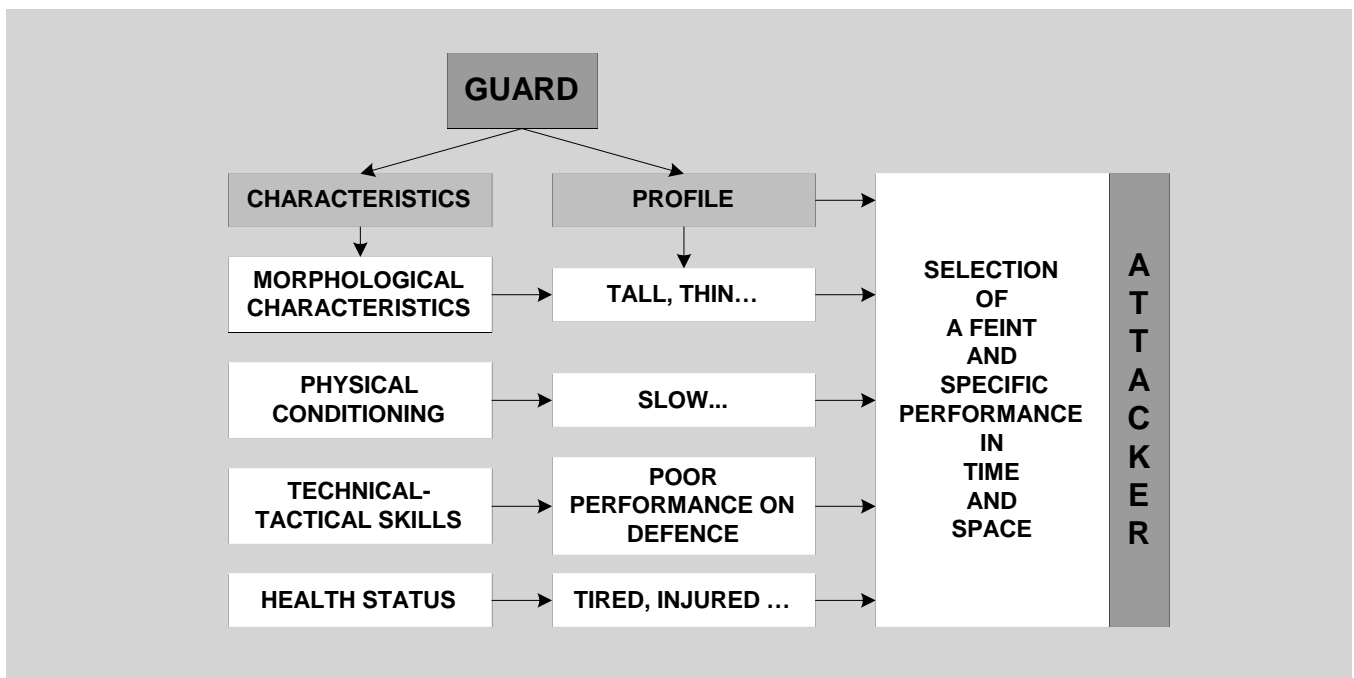 GUARD
CHARACTERISTICS
PROFILE
MORPHOLOGICAL
CHARACTERISTICS
TALL, THIN…
PHYSICAL
CONDITIONING
SLOW...
TECHNICAL-
TACTICAL SKILLS
POOR
PERFORMANCE ON
DEFENCE
HEALTH STATUS
TIRED, INJURED …
SELECTION
OF
A FEINT
AND
SPECIFIC
PERFORMANCE
IN
TIME
AND
SPACE
ATTACKER